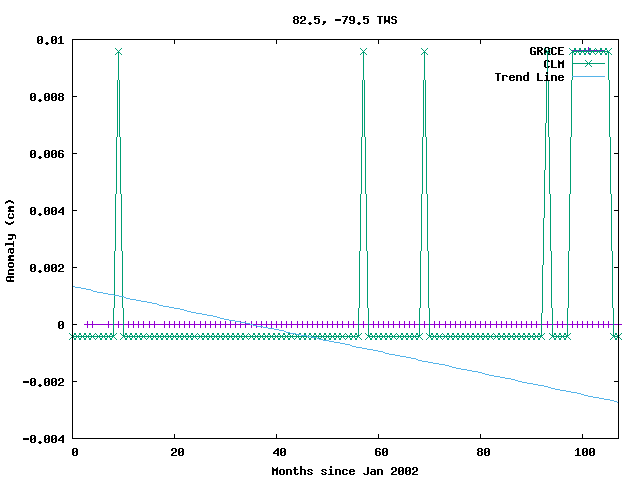 82.5, -79.5 TWS
0.01
0.008
0.006
0.004
0.002
0
-0.002
-0.004
Anomaly (cm)
GRACE
CLM
Trend Line
0 20 40 60 80 100
Months since Jan 2002